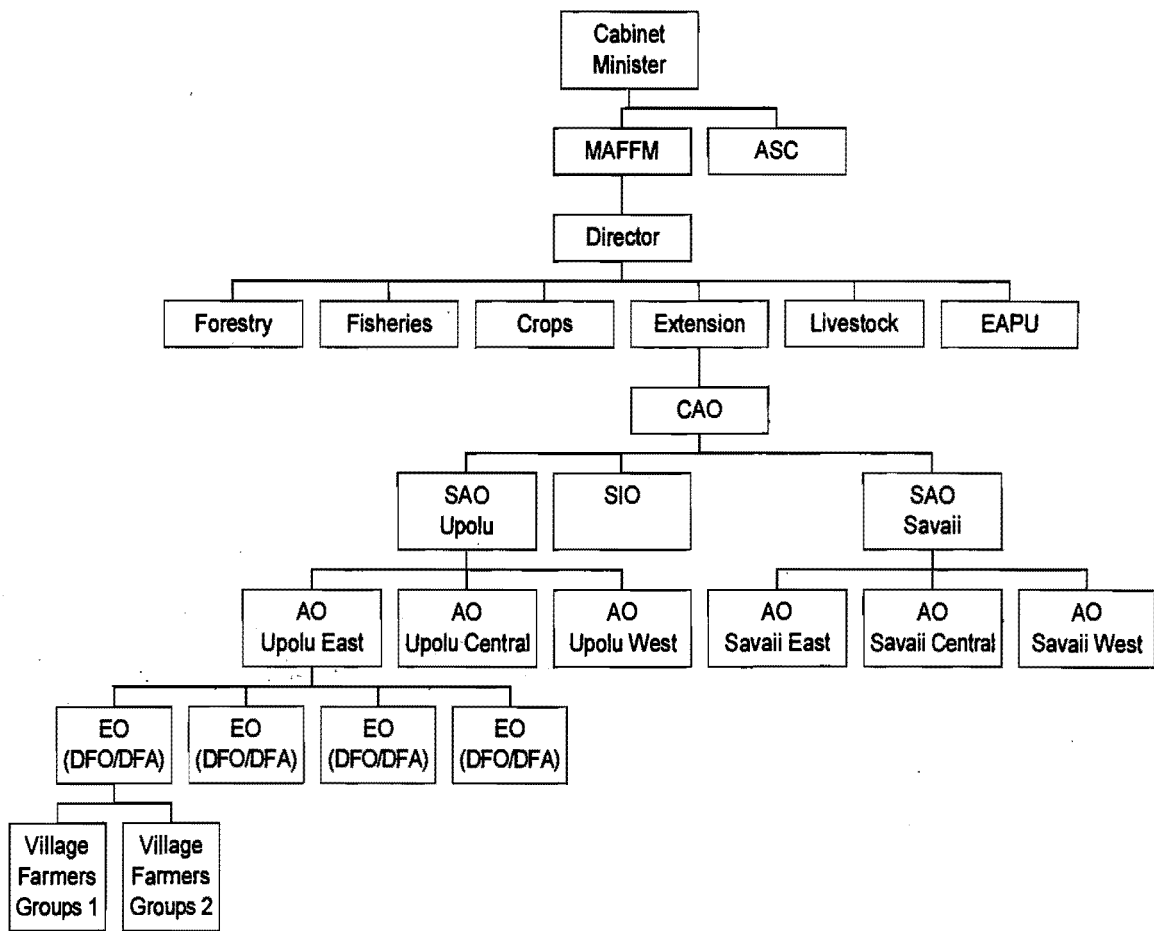 Cabinet
Minister
MAFFM
ASC
Director
Forestry
Fisheries
Crops
Extension
Livestock
EAPU
CAO
SAO
Upolu
SIO
SAO
Savaii
AO
Upolu East
AO
Upolu Central
AO
Upolu West
AO
Savaii East
AO
Savaii Central
AO
Savaii West
EO
(DFO/DFA)
EO
(DFO/DFA)
EO
(DFO/DFA)
EO
(DFO/DFA)
Village
Farmers
Groups 1
Village
Farmers
Groups 2